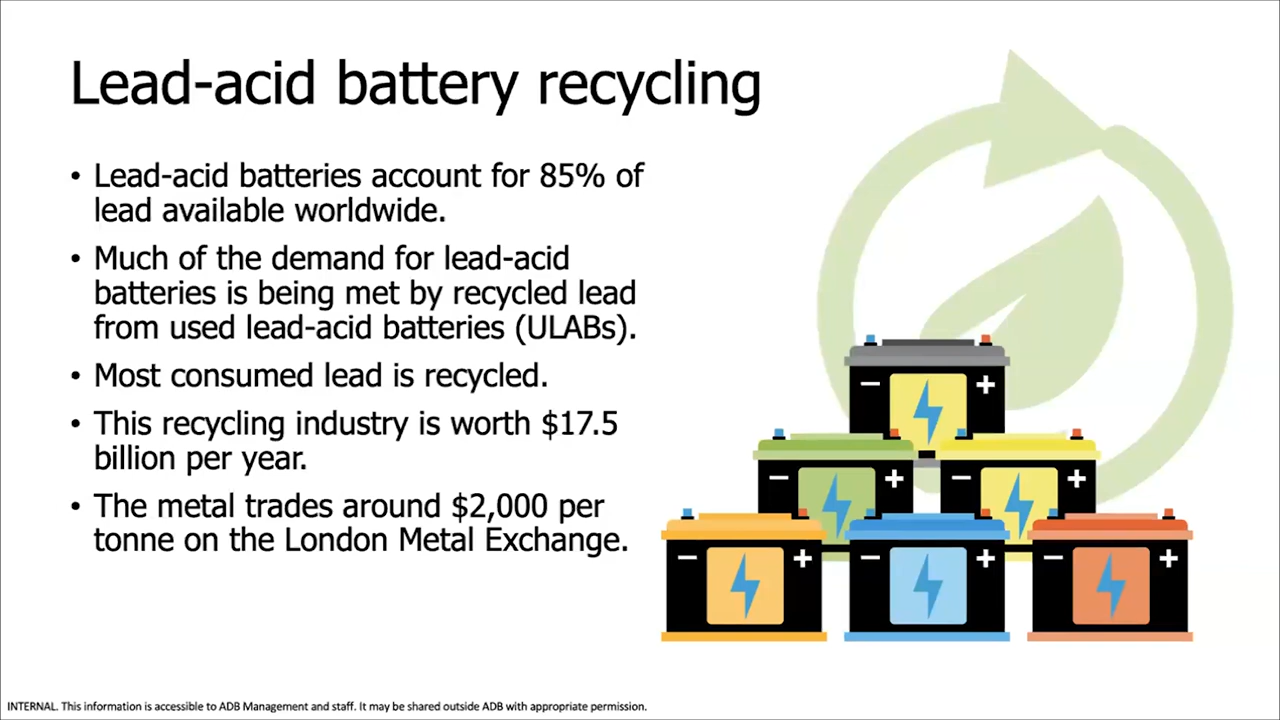 Lead-acid battery recycling
• Lead-acid batteries account for 85% of
lead available worldwide.
• Much of the demand for lead-acid
batteries is being met by recycled lead
from used lead-acid batteries (ULABs).
• Most consumed lead is recycled.
• This recycling industry is worth $17.5
billion per year.
• The metal trades around $2,000 per
tonne on the London Metal Exchange.
− +
− +
− +
− +
− +
− +
INTERNAL. This information is accessible to ADB Management and staff. It may be shared outside ADB with appropriate permission.